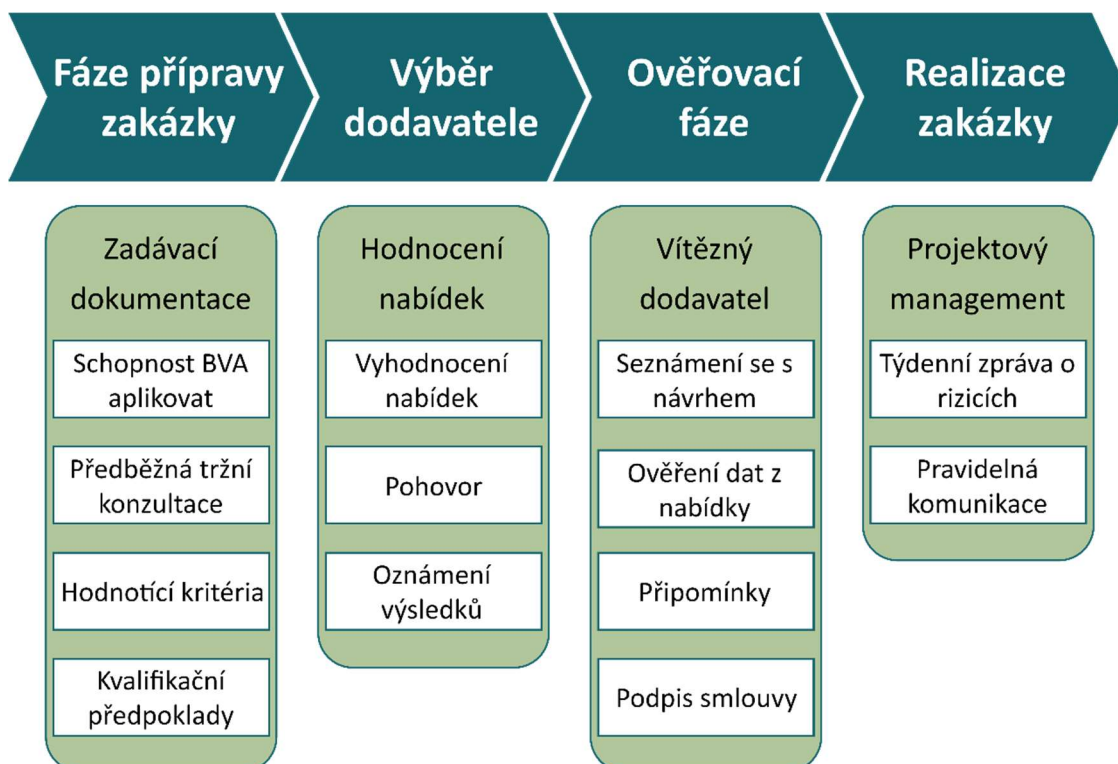 Fáze přípravy
zakázky
Výběr
dodavatele
Ověřovací
fáze
Realizace
zakázky
Zadávací
dokumentace
Schopnost BVA
aplikovat
Předběžná tržní
konzultace
Hodnotící kritéria
Kvalifikační
předpoklady
Hodnocení
nabídek
Vyhodnocení
nabídek
Pohovor
Oznámení
výsledků
Vítězný
dodavatel
Seznámení se s
návrhem
Ověření dat z
nabídky
Připomínky
Podpis smlouvy
Projektový
management
Týdenní zpráva o
rizicích
Pravidelná
komunikace